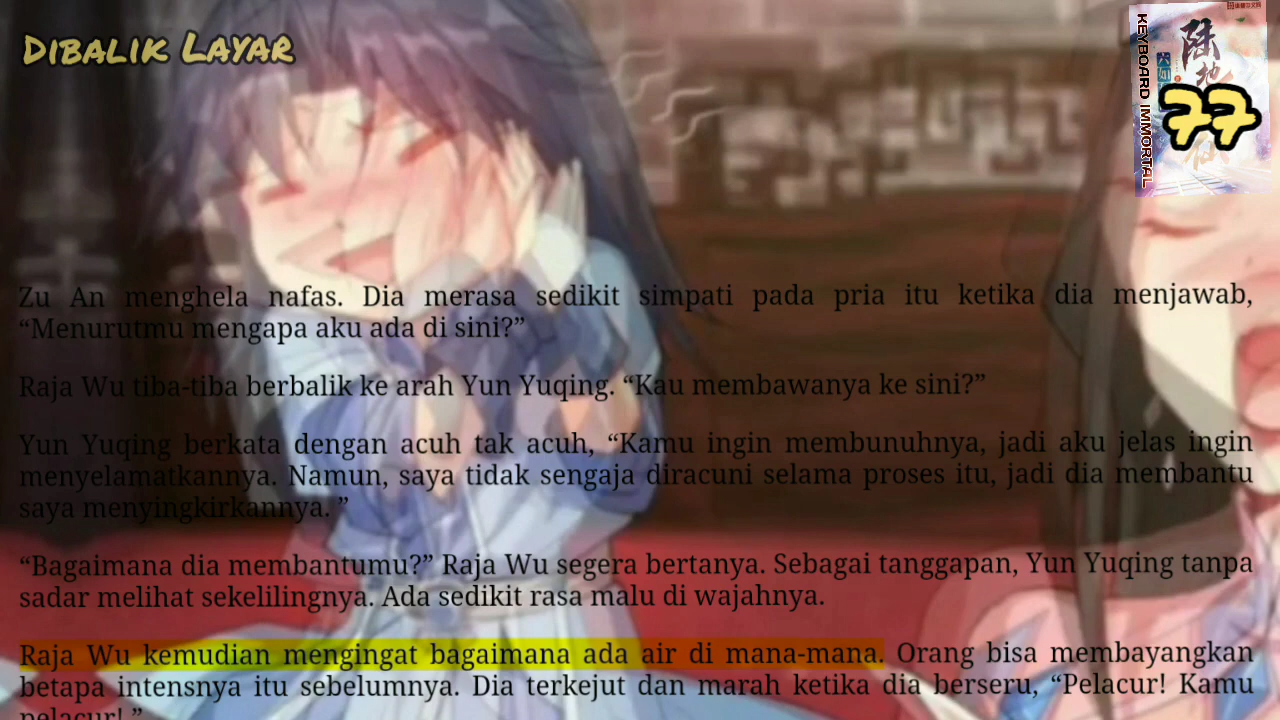 Dibalik Layar
KEYBOARD IMMORTAL
陆地
仙
77
Zu An menghela nafas. Dia merasa sedikit simpati pada pria itu ketika dia menjawab,
“Menurutmu mengapa aku ada di sini?”
Raja Wu tiba-tiba berbalik ke arah Yun Yuqing. “Kau membawanya ke sini?”
Yun Yuqing berkata dengan acuh tak acuh, “Kamu ingin membunuhnya, jadi aku jelas ingin
menyelamatkannya. Namun, saya tidak sengaja diracuni selama proses itu, jadi dia membantu
saya menyingkirkannya. ”
“Bagaimana dia membantumu?” Raja Wu segera bertanya. Sebagai tanggapan, Yun Yuqing tanpa
sadar melihat sekelilingnya. Ada sedikit rasa malu di wajahnya.
Raja Wu kemudian mengingat bagaimana ada air di mana-mana. Orang bisa membayangkan
betapa intensnya itu sebelumnya. Dia terkejut dan marah ketika dia berseru, “Pelacur! Kamu
pelacur! ”